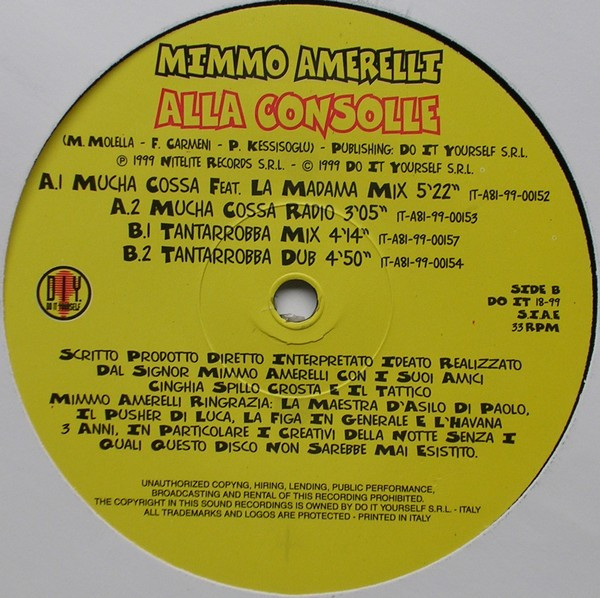 MIMMO AMERELLI
ALLA CONSOLLE
(M. MOLELLA - F. CARMENI - P. KESSISOGLU) - PUBLISHING: DO IT YOURSELF S.R.L.
℗ 1999 NITELITE RECORDS S.R.L. - © 1999 DO IT YOURSELF S.R.L.
A.1 MUCHA COSSA FEAT. LA MADAMA MIX 5'22" IT-A81-99-00152
A.2 MUCHA COSSA RADIO 3'05" IT-A81-99-00153
B.1 TANTARROBBA MIX 4'14" IT-A81-99-00157
B.2 TANTARROBBA DUB 4'50" IT-A81-99-00154
D.I.Y.
DO IT YOURSELF
SIDE B
DO IT 18-99
S.I.A.E
33 RPM
SCRITTO PRODOTTO DIRETTO INTERPRETATO IDEATO REALIZZATO
DAL SIGNOR MIMMO AMERELLI CON I SUOI AMICI
CINGHIA SPILLO CROSTA E IL TATTICO
MIMMO AMERELLI RINGRAZIA: LA MAESTRA D'ASILO DI PAOLO,
IL PUSHER DI LUCA, LA FIGA IN GENERALE E L'HAVANA
3 ANNI, IN PARTICOLARE I CREATIVI DELLA NOTTE SENZA I
QUALI QUESTO DISCO NON SAREBBE MAI ESISTITO.
UNAUTHORIZED COPYNG, HIRING, LENDING, PUBLIC PERFORMANCE,
BROADCASTING AND RENTAL OF THIS RECORDING PROHIBITED.
THE COPYRIGHT IN THIS SOUND RECORDINGS IS OWNED BY DO IT YOURSELF S.R.L. - ITALY
ALL TRADEMARKS AND LOGOS ARE PROTECTED - PRINTED IN ITALY